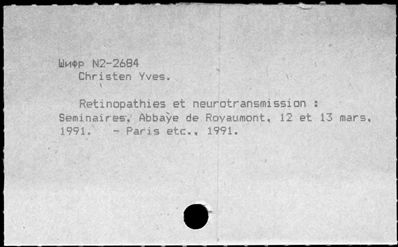 Шифр N2-2684
Christen Yves.
Retinopathies et neurotransmission :
Seminaires, Abbaye de Royaumont, 12 et 13 mars,
1991. - Paris etc., 1991.